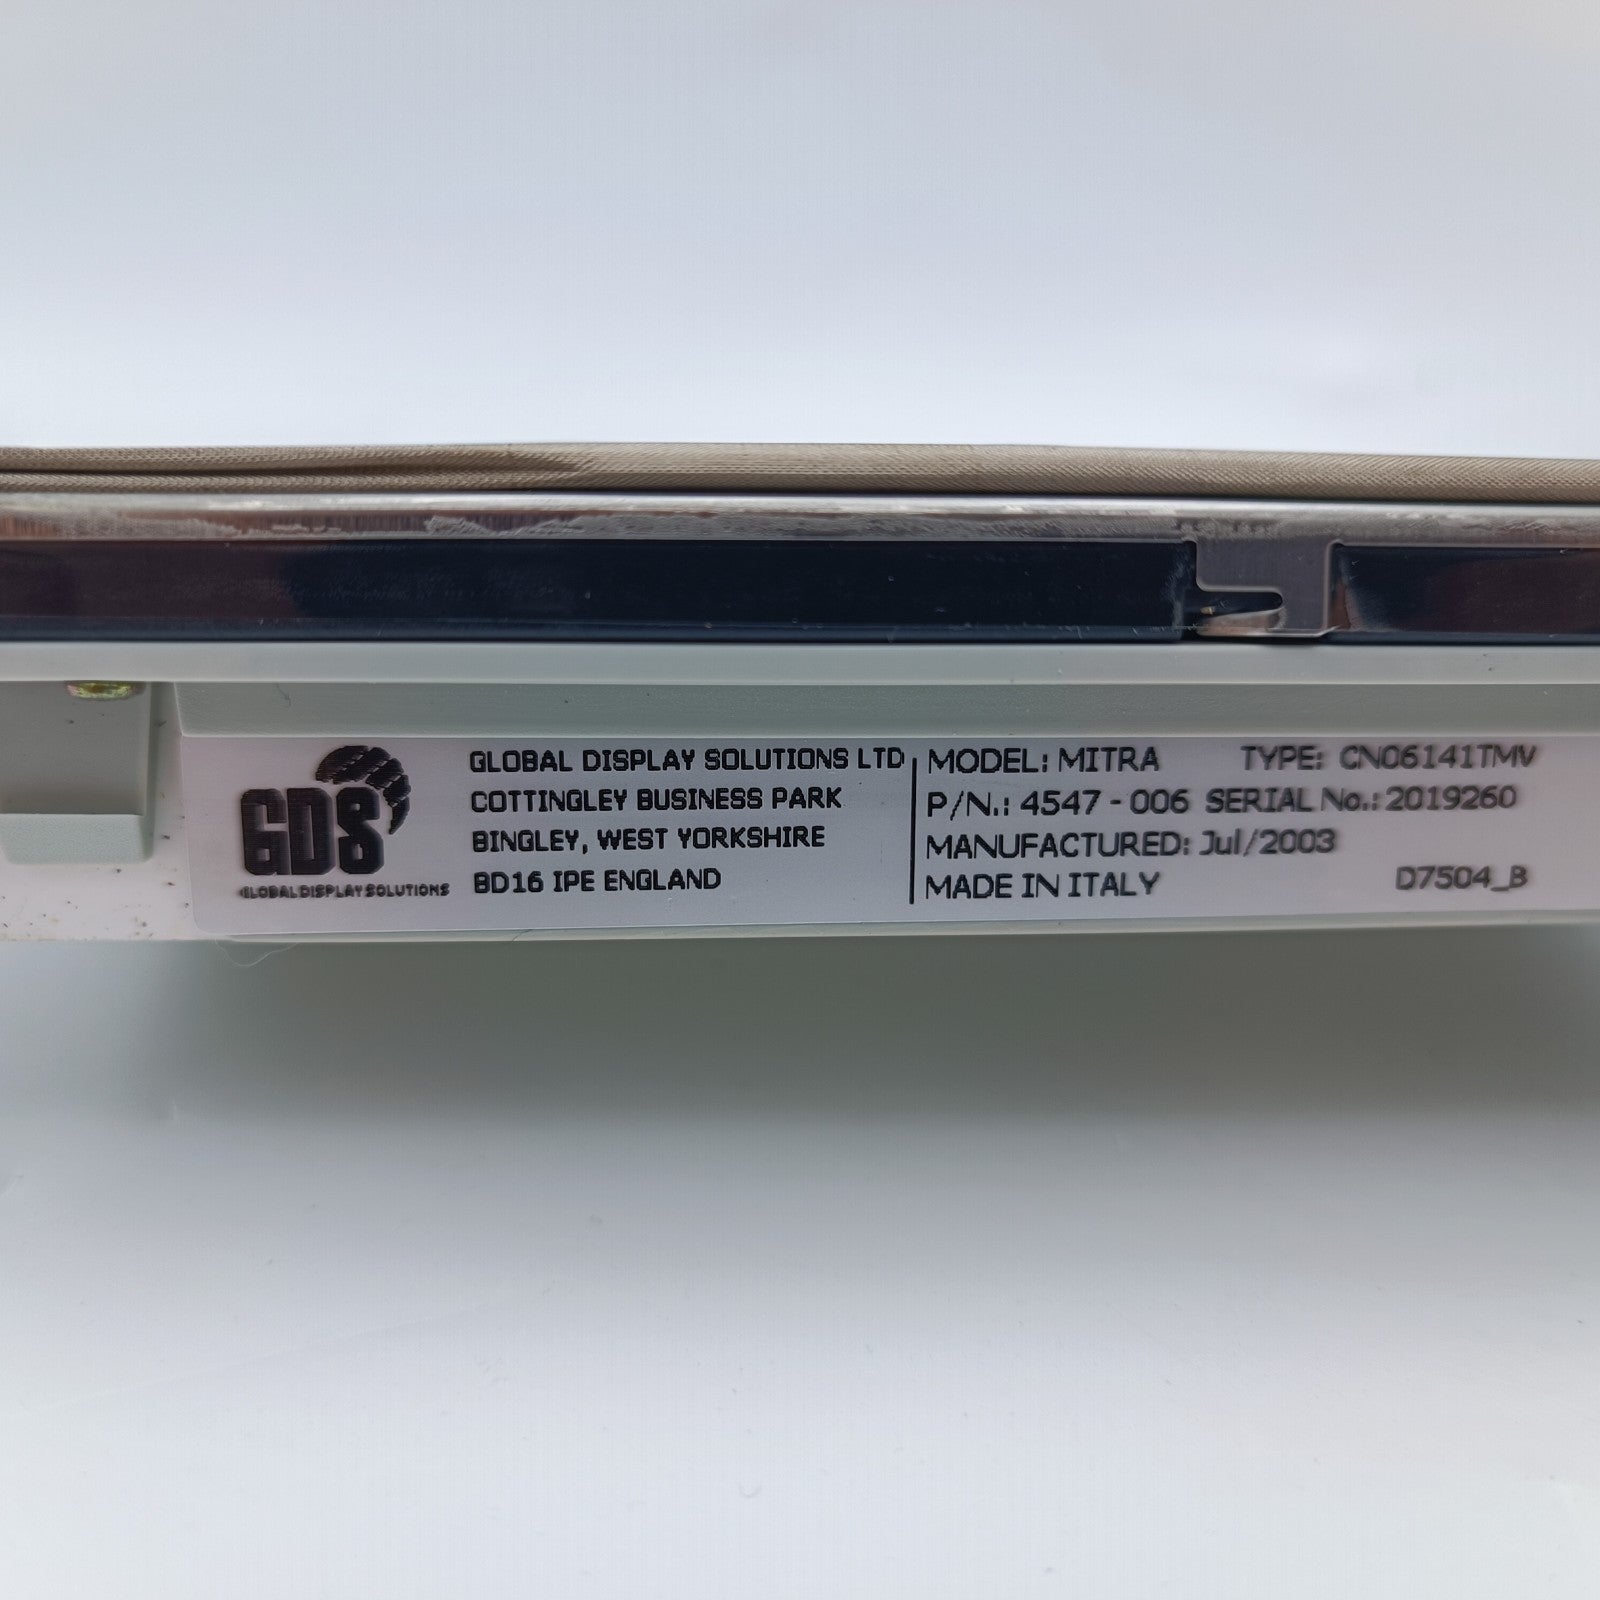 GDS
GLOBAL DISPLAY SOLUTIONS
GLOBAL DISPLAY SOLUTIONS LTD
COTTINGLEY BUSINESS PARK
BINGLEY, WEST YORKSHIRE
BD16 IPE ENGLAND
MODEL: MITRA TYPE: CN06141TMV
P/N.: 4547-006 SERIAL No.: 2019260
MANUFACTURED: Jul/2003
MADE IN ITALY D7504_B